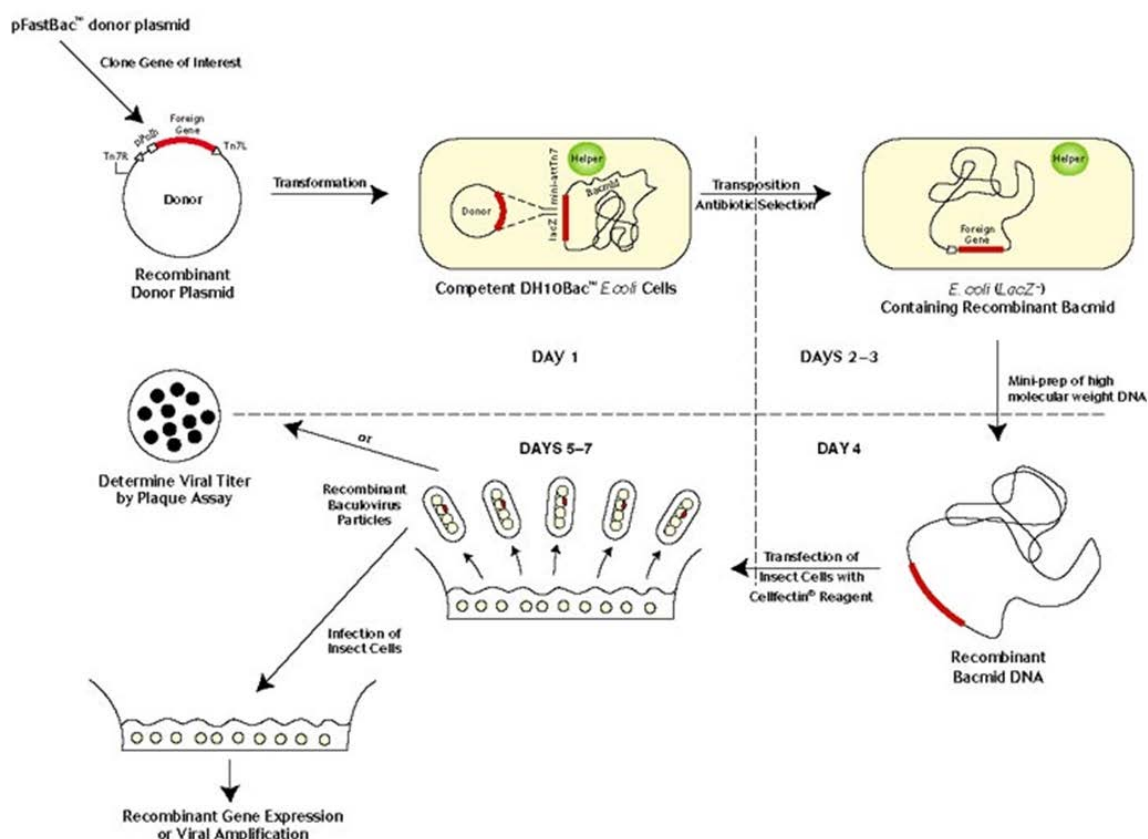 pFastBac™ donor plasmid
Clone Gene of Interest
Foreign
Gene
pPolh
Tn7R
Tn7L
Donor
Recombinant
Donor Plasmid
Transformation
Helper
Donor
lacZ
mini-attTn7
Bacmid
Competent DH10Bac™ E.coli Cells
Transposition
Antibiotic Selection
Helper
Foreign
Gene
E. coli (LacZ⁻)
Containing Recombinant Bacmid
DAY 1
DAYS 2–3
Mini-prep of high
molecular weight DNA
Determine Viral Titer
by Plaque Assay
or
DAYS 5–7
DAY 4
Recombinant
Baculovirus
Particles
Transfection of
Insect Cells with
Cellfectin® Reagent
Recombinant
Bacmid DNA
Infection of
Insect Cells
Recombinant Gene Expression
or Viral Amplification